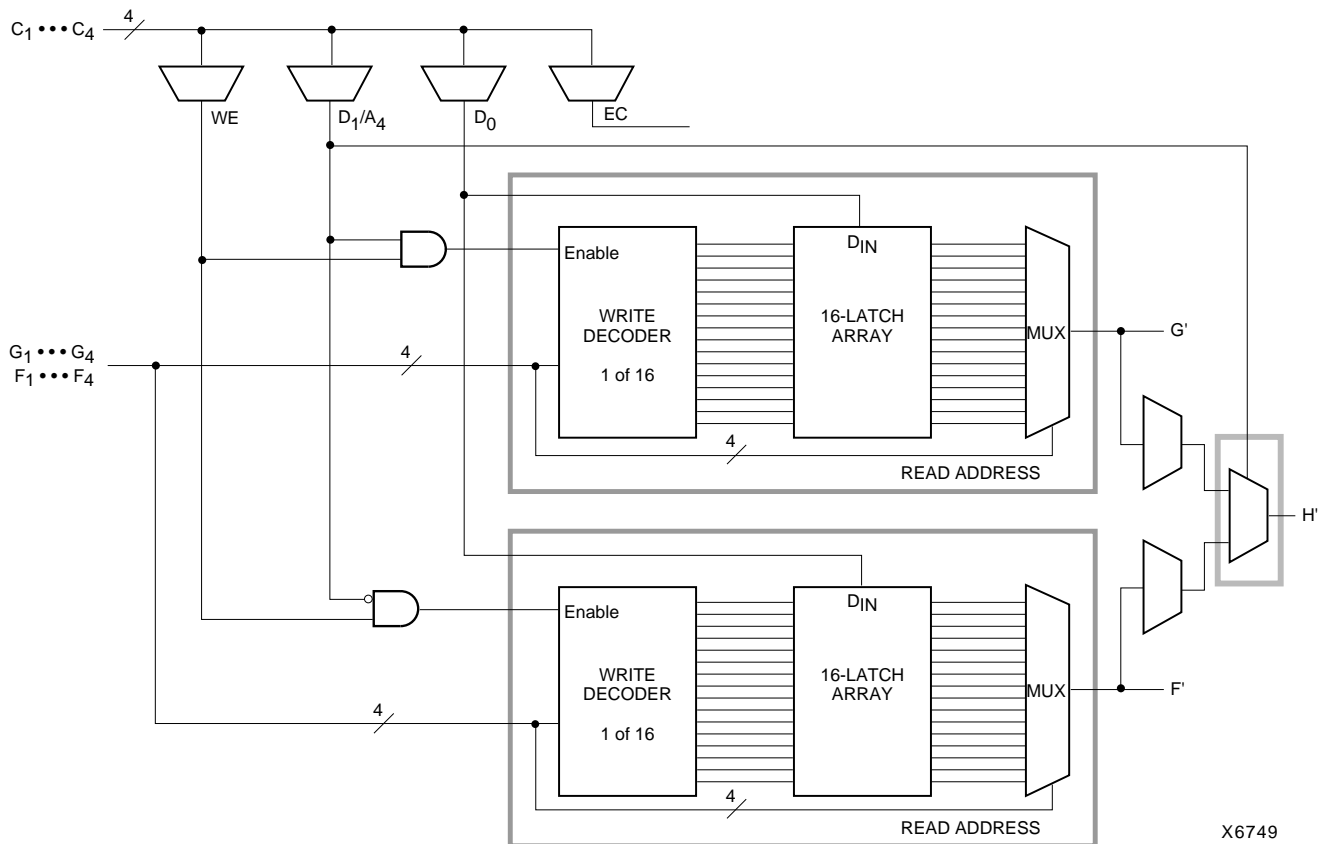 C1 ••• C4
4
WE
D1/A4
D0
EC
Enable
DIN
WRITE
DECODER
1 of 16
16-LATCH
ARRAY
MUX
G'
G1 ••• G4
F1 ••• F4
4
4
READ ADDRESS
H'
Enable
DIN
WRITE
DECODER
1 of 16
16-LATCH
ARRAY
MUX
F'
4
4
READ ADDRESS
X6749